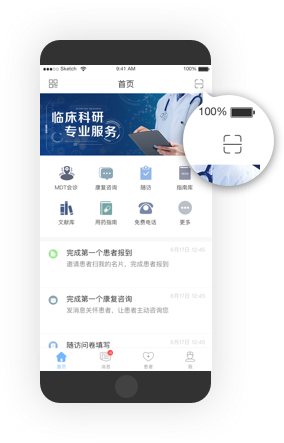 Sketch 9:41 AM 100%
首页
100%
临床科研
专业服务
MDT会诊 康复咨询 随访 指南库
文献库 用药指南 免费电话 更多
完成第一个患者报到 6月17日 12:45
邀请患者扫我的名片，完成患者报到
完成第一个康复咨询 6月17日 12:45
发消息关怀患者，让患者主动咨询您
随访问卷填写 6月17日 12:45
首页 消息 患者 我